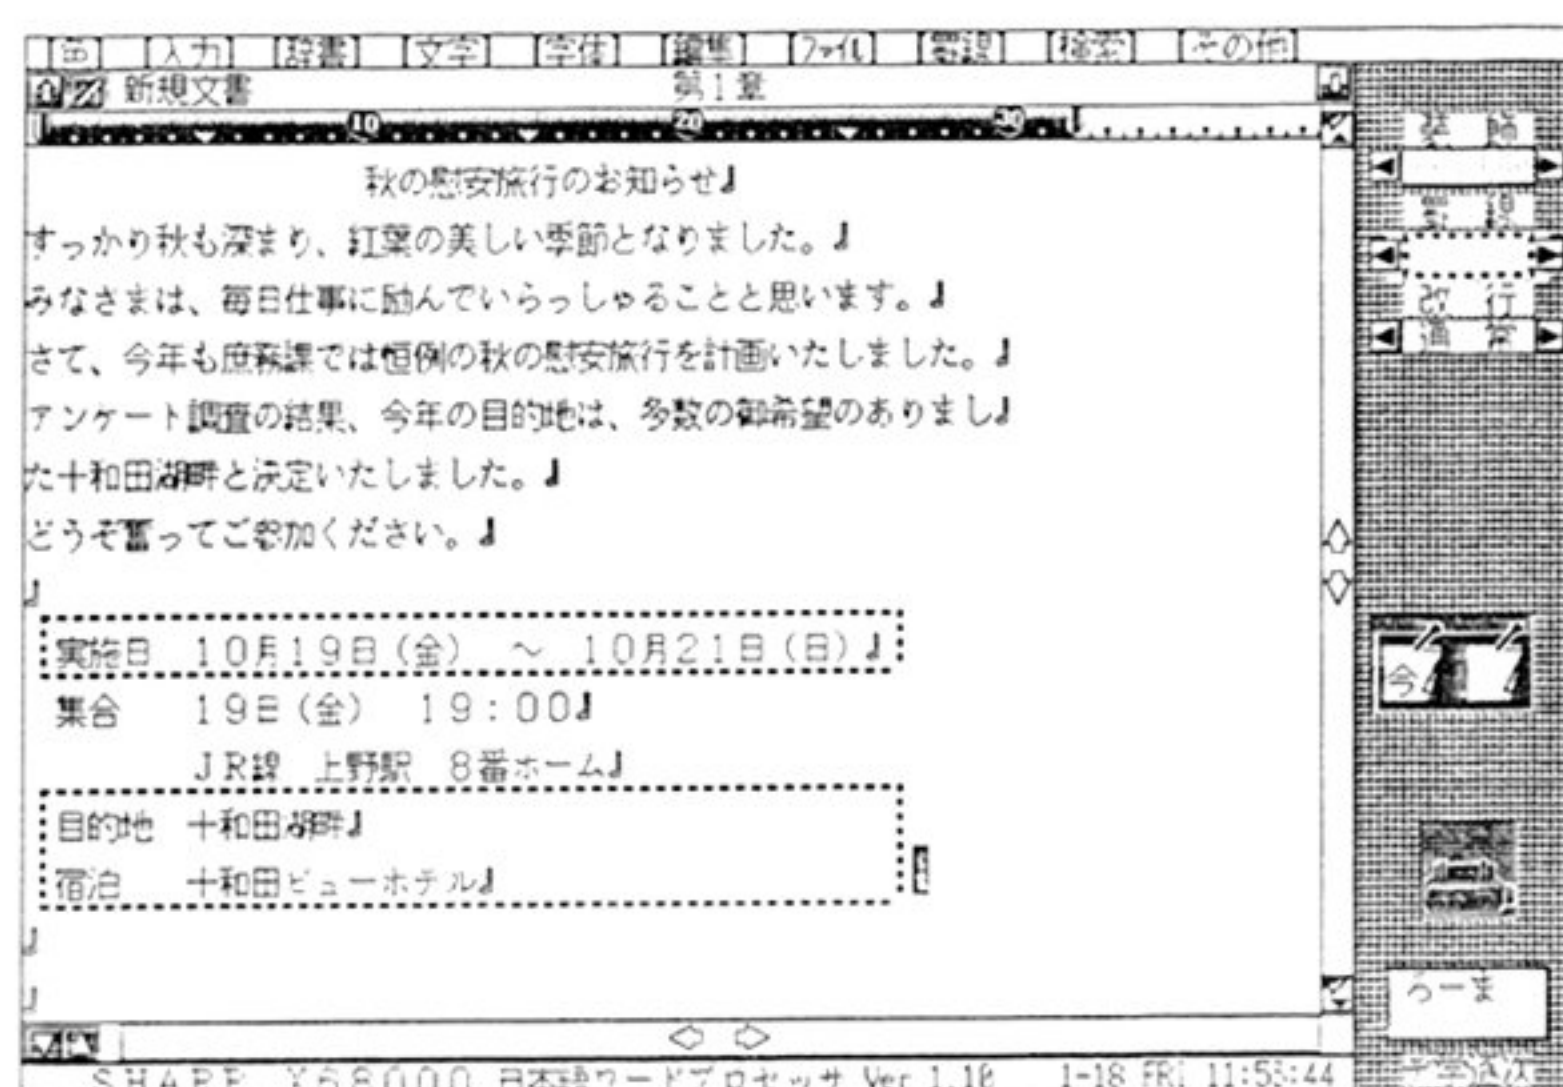 [色] [入力] [辞書] [文字] [字体] [編集] [ファイル] [罫線] [検索] [その他]
新規文書 第1章
10 20 30
秋の慰安旅行のお知らせ
すっかり秋も深まり、紅葉の美しい季節となりました。
みなさまは、毎日仕事に励んでいらっしゃることと思います。
さて、今年も庶務課では恒例の秋の慰安旅行を計画いたしました。
アンケート調査の結果、今年の目的地は、多数の御希望のありまし
た十和田湖畔と決定いたしました。
どうぞ奮ってご参加ください。
実施日 10月19日(金) ~ 10月21日(日)
集合 19日(金) 19:00
JR線 上野駅 8番ホーム
目的地 十和田湖畔
宿泊 十和田ビューホテル
装飾
罫線
改行
通常
今
ろーま
SHARP X68000 日本語ワードプロセッサ Ver 1.10 1-18 FRI 11:55:44